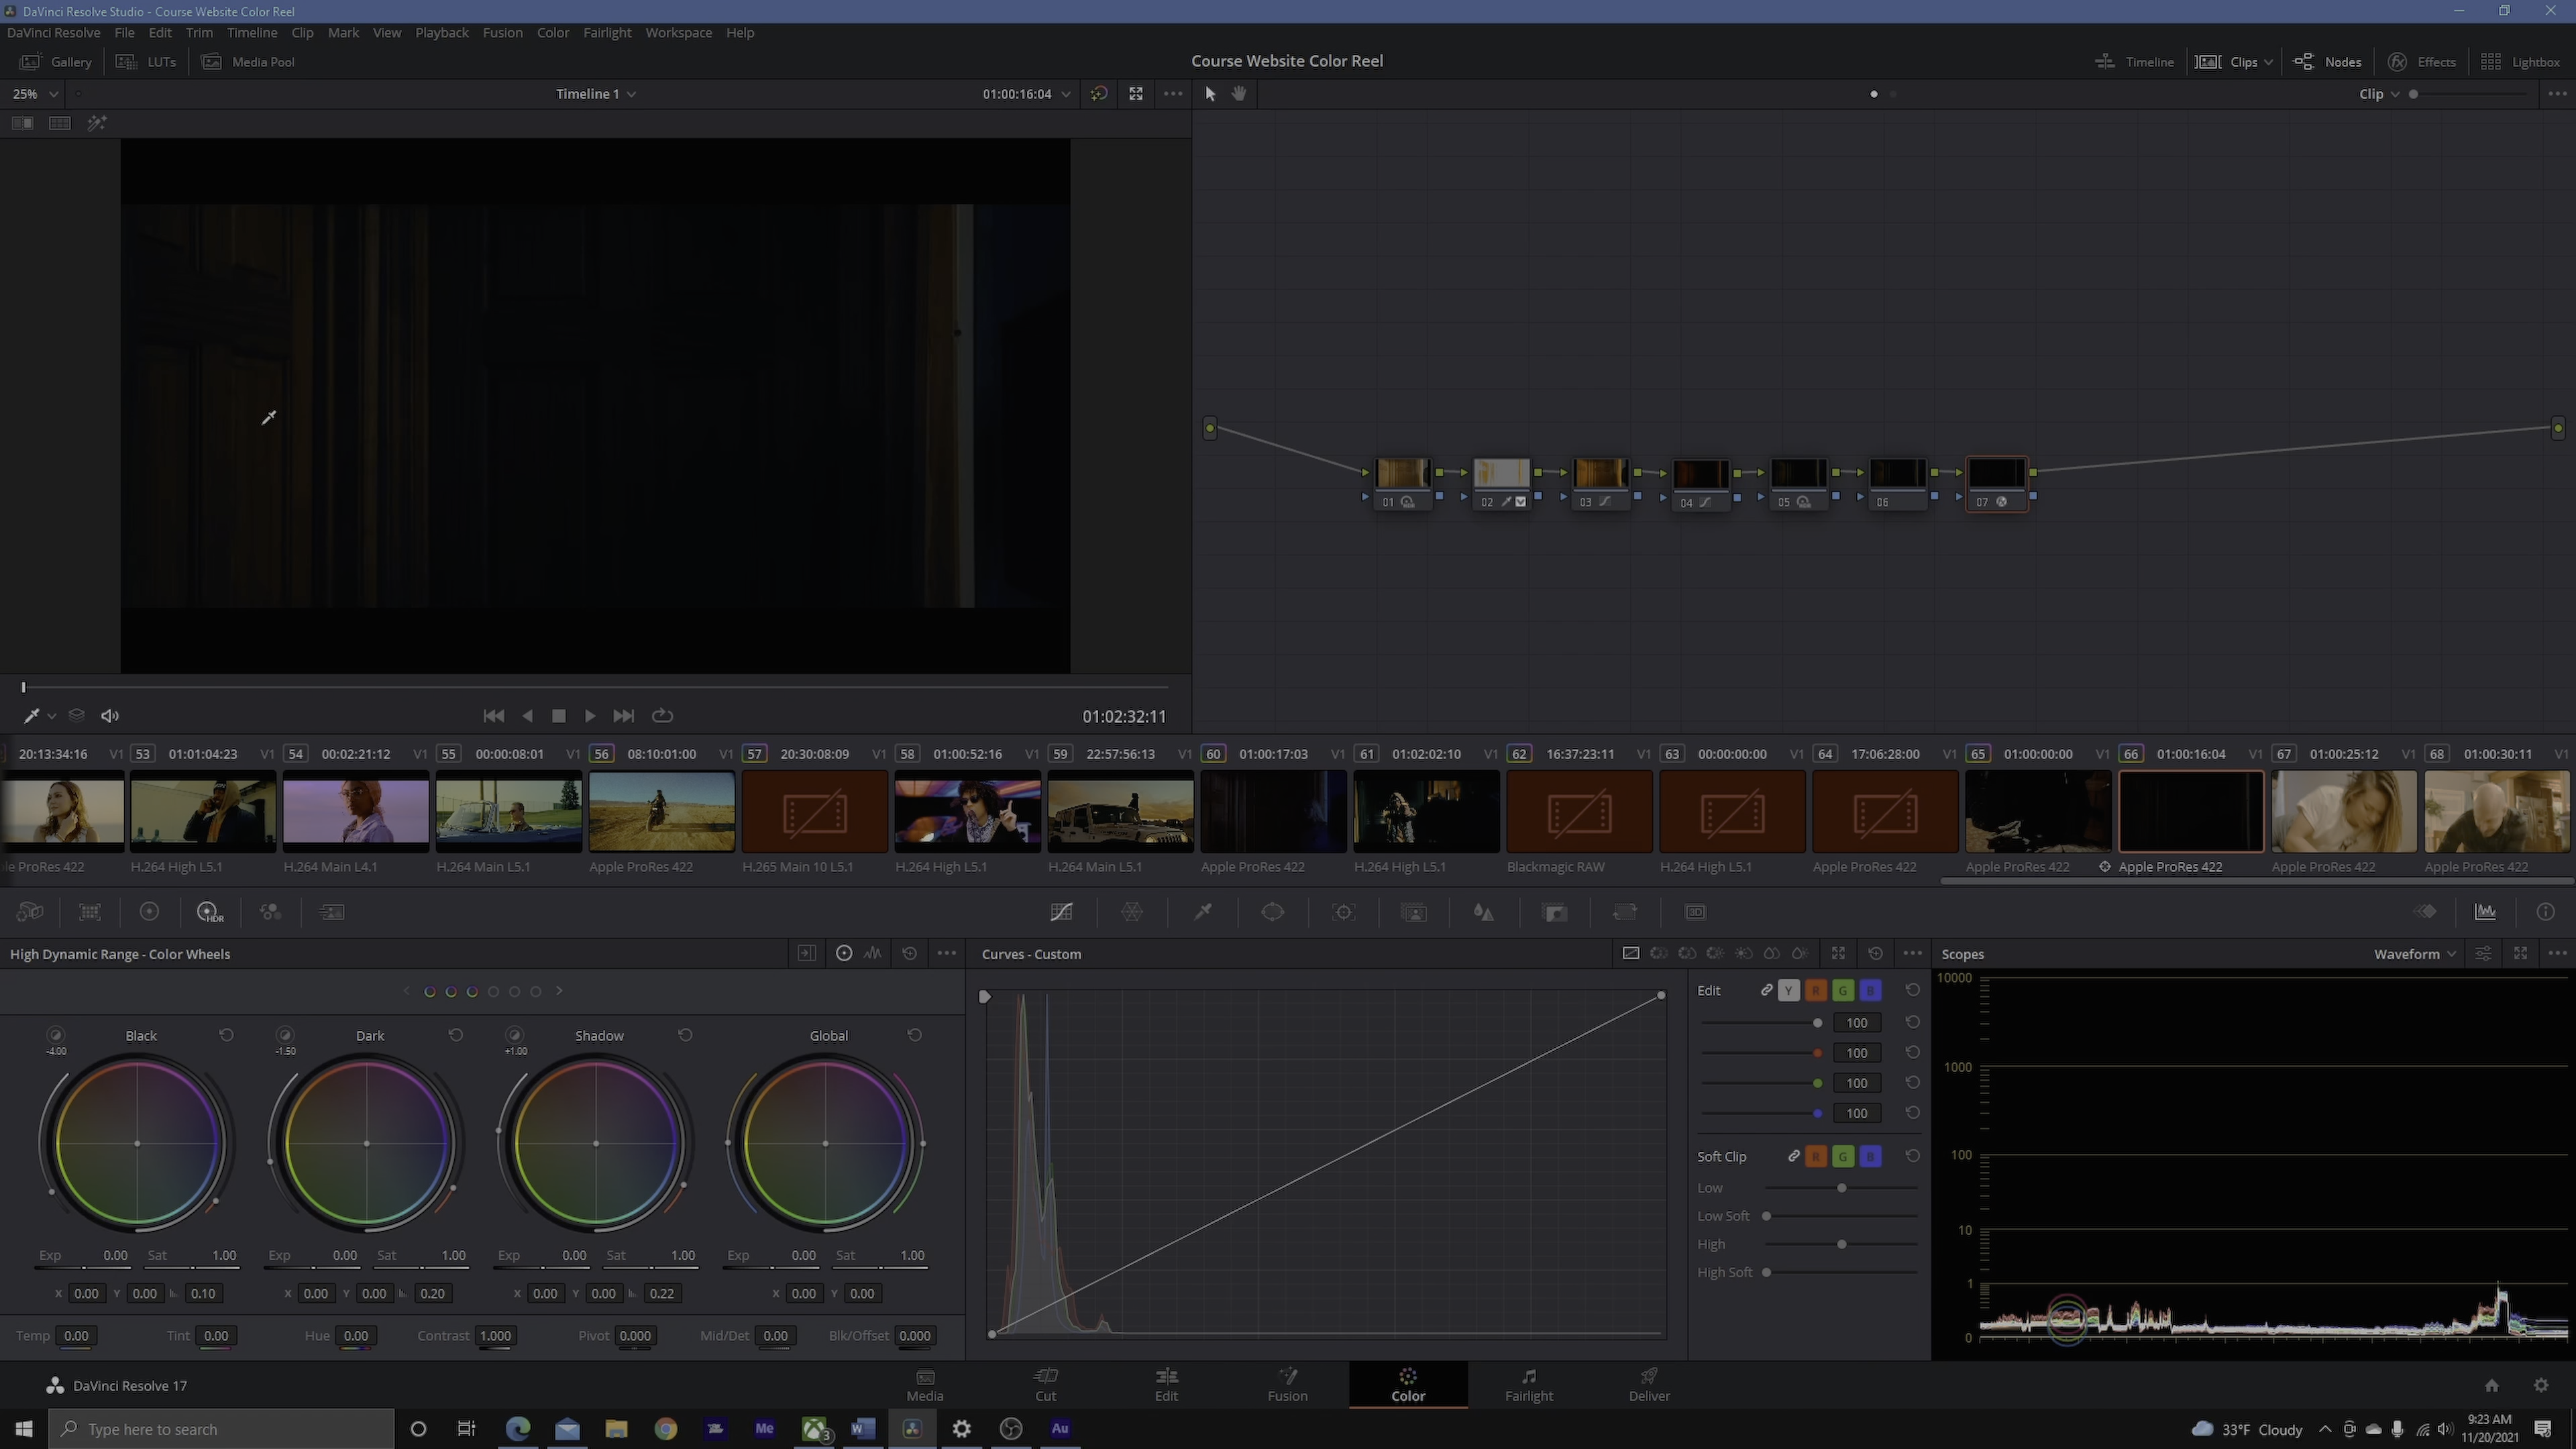 DaVinci Resolve Studio - Course Website Color Reel
DaVinci Resolve File Edit Trim Timeline Clip Mark View Playback Fusion Color Fairlight Workspace Help
Gallery LUTs Media Pool Course Website Color Reel Timeline Clips Nodes Effects Lightbox
25% Timeline 1 01:00:16:04 Clip
01 02 03 04 05 06 07
01:02:32:11
20:13:34:16 V1 53 01:01:04:23 V1 54 00:02:21:12 V1 55 00:00:08:01 V1 56 08:10:01:00 V1 57 20:30:08:09 V1 58 01:00:52:16 V1 59 22:57:56:13 V1 60 01:00:17:03 V1 61 01:02:02:10 V1 62 16:37:23:11 V1 63 00:00:00:00 V1 64 17:06:28:00 V1 65 01:00:00:00 V1 66 01:00:16:04 V1 67 01:00:25:12 V1 68 01:00:30:11 V1
le ProRes 422 H.264 High L5.1 H.264 Main L4.1 H.264 Main L5.1 Apple ProRes 422 H.265 Main 10 L5.1 H.264 High L5.1 H.264 Main L5.1 Apple ProRes 422 H.264 High L5.1 Blackmagic RAW H.264 High L5.1 Apple ProRes 422 Apple ProRes 422 Apple ProRes 422 Apple ProRes 422 Apple ProRes 422
HDR 3D
High Dynamic Range - Color Wheels Curves - Custom Scopes Waveform
Black Dark Shadow Global
-4.00 -1.50 +1.00
Exp 0.00 Sat 1.00 Exp 0.00 Sat 1.00 Exp 0.00 Sat 1.00 Exp 0.00 Sat 1.00
X 0.00 Y 0.00 0.10 X 0.00 Y 0.00 0.20 X 0.00 Y 0.00 0.22 X 0.00 Y 0.00
Temp 0.00 Tint 0.00 Hue 0.00 Contrast 1.000 Pivot 0.000 Mid/Det 0.00 Blk/Offset 0.000
Edit Y R G B
100
100
100
100
Soft Clip R G B
Low
Low Soft
High
High Soft
10000
1000
100
10
1
0
DaVinci Resolve 17 Media Cut Edit Fusion Color Fairlight Deliver
Type here to search Me 3 W Au 33°F Cloudy 9:23 AM
11/20/2021